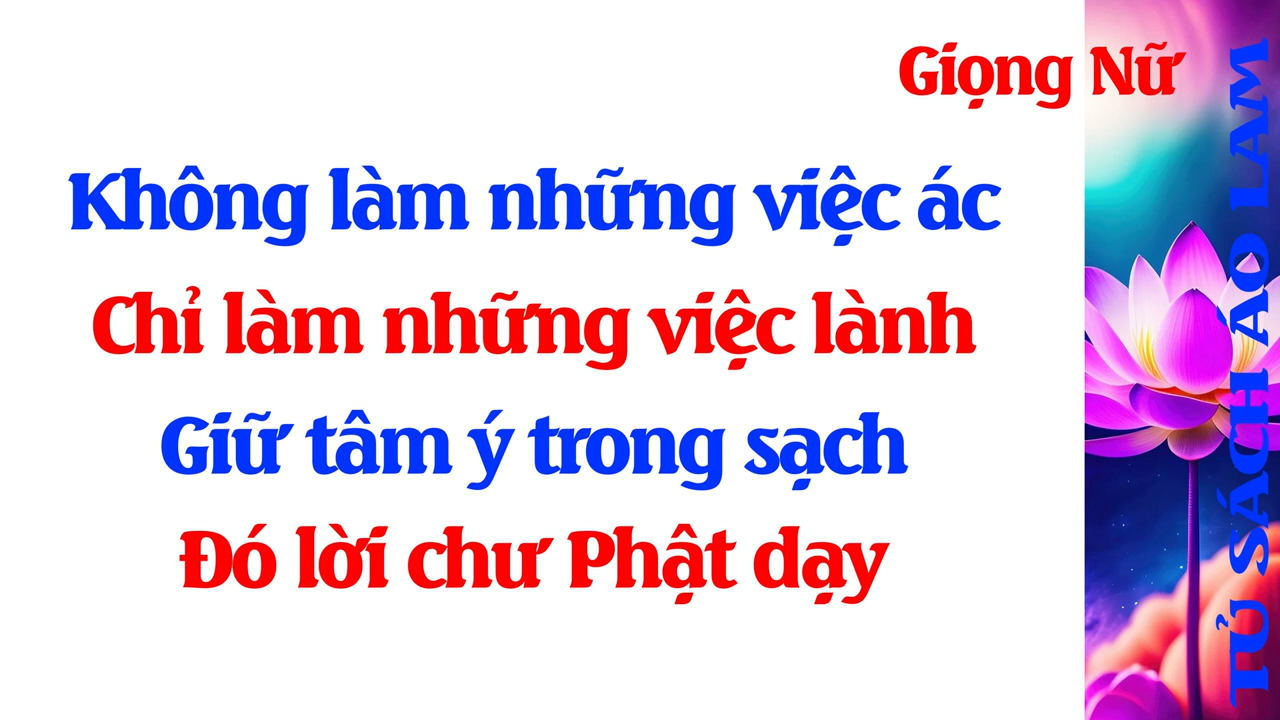 Giọng Nữ
Không làm những việc ác
Chỉ làm những việc lành
Giữ tâm ý trong sạch
Đó lời chư Phật dạy
TỦ SÁCH ÁO LAM